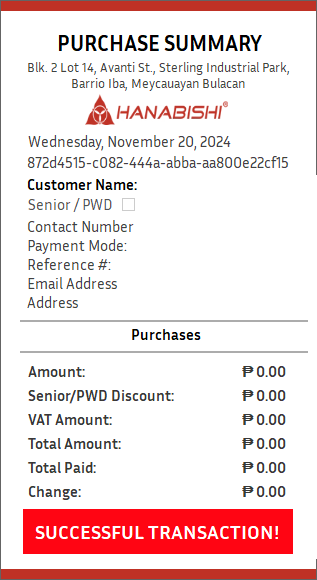 PURCHASE SUMMARY
Blk. 2 Lot 14, Avanti St., Sterling Industrial Park,
Barrio Iba, Meycauayan Bulacan
HANABISHI®
Wednesday, November 20, 2024
872d4515-c082-444a-abba-aa800e22cf15
Customer Name:
Senior / PWD
Contact Number
Payment Mode:
Reference #:
Email Address
Address
Purchases
Amount: ₱ 0.00
Senior/PWD Discount: ₱ 0.00
VAT Amount: ₱ 0.00
Total Amount: ₱ 0.00
Total Paid: ₱ 0.00
Change: ₱ 0.00
SUCCESSFUL TRANSACTION!